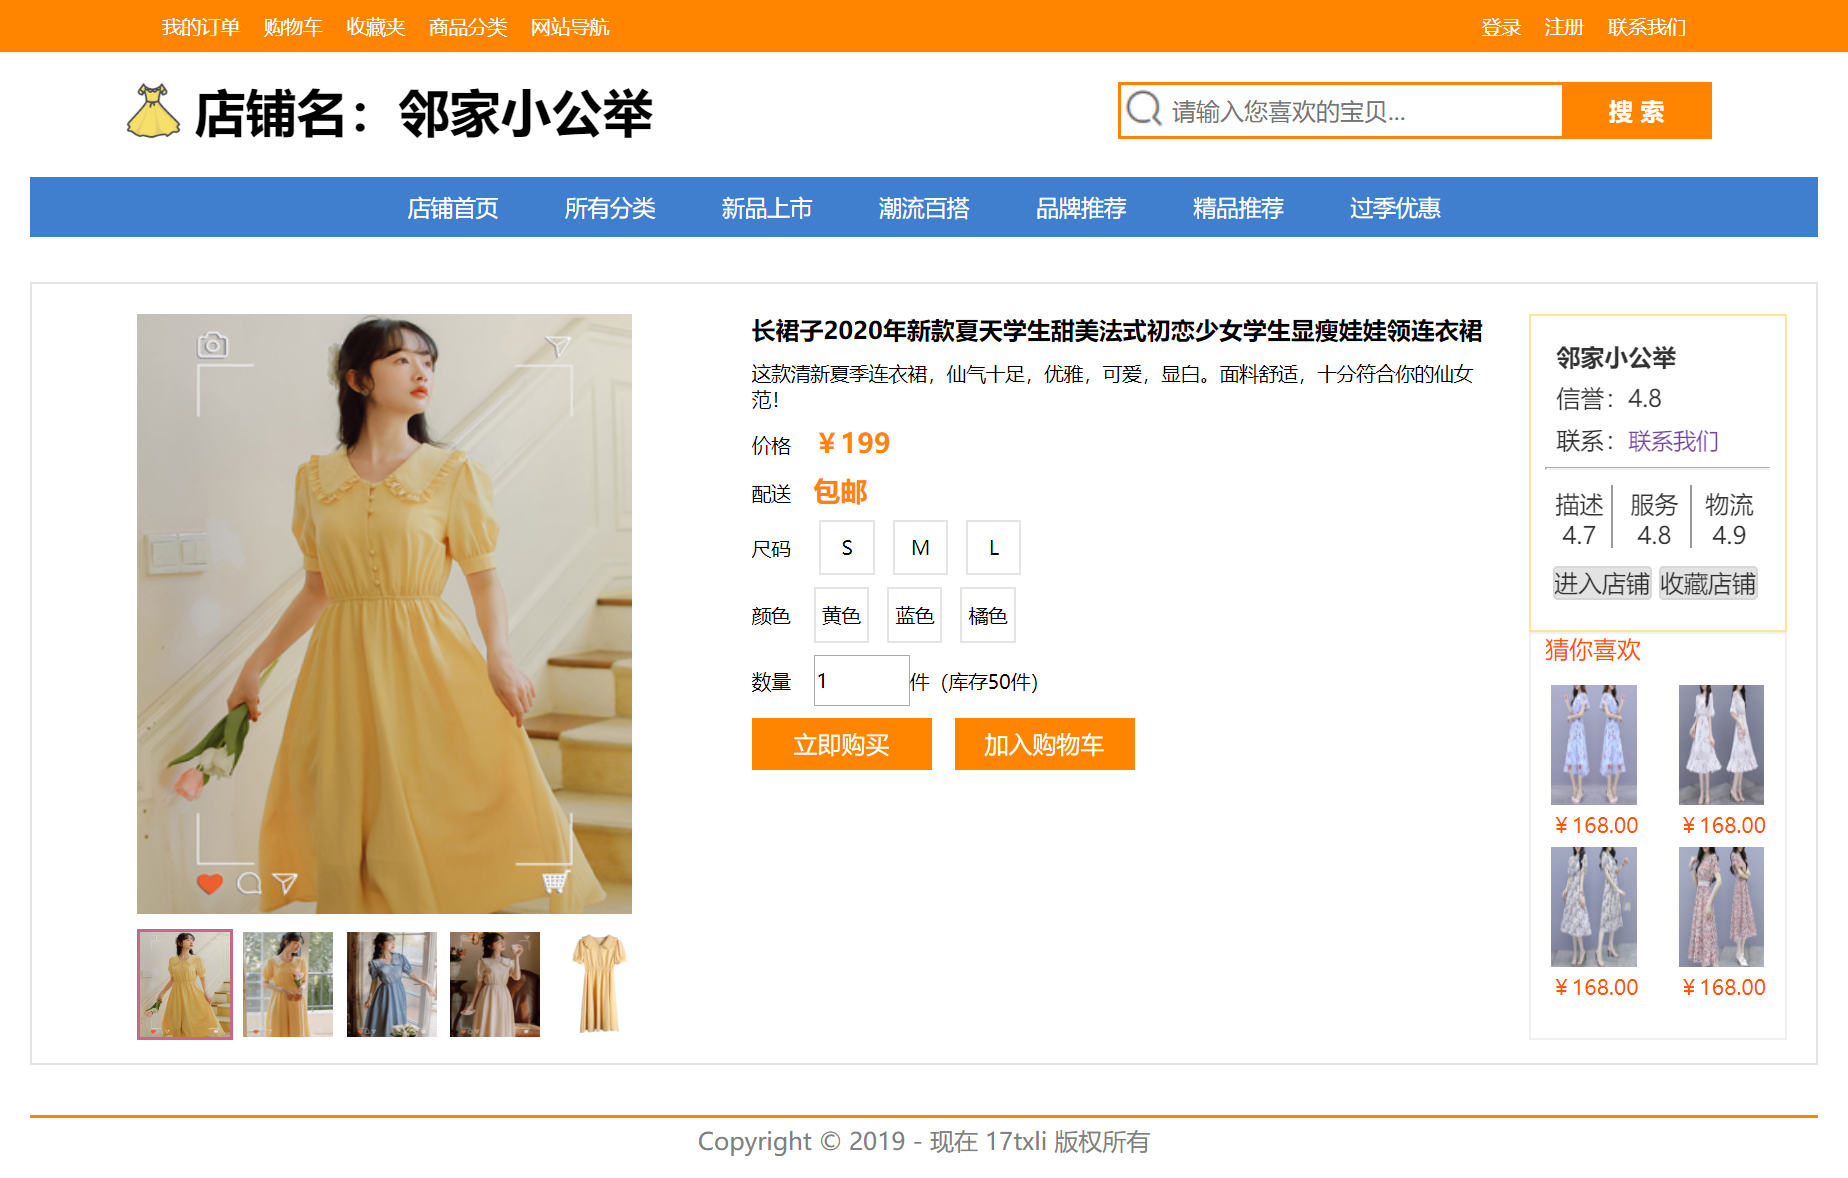 我的订单 购物车 收藏夹 商品分类 网站导航 登录 注册 联系我们
店铺名：邻家小公举
请输入您喜欢的宝贝... 搜 索
店铺首页 所有分类 新品上市 潮流百搭 品牌推荐 精品推荐 过季优惠
长裙子2020年新款夏天学生甜美法式初恋少女学生显瘦娃娃领连衣裙
这款清新夏季连衣裙，仙气十足，优雅，可爱，显白。面料舒适，十分符合你的仙女
范！
价格 ￥199
配送 包邮
尺码 S M L
颜色 黄色 蓝色 橘色
数量 1 件（库存50件）
立即购买 加入购物车
邻家小公举
信誉：4.8
联系：联系我们
描述 服务 物流
4.7 4.8 4.9
进入店铺 收藏店铺
猜你喜欢
￥168.00 ￥168.00
￥168.00 ￥168.00
Copyright © 2019 - 现在 17txli 版权所有